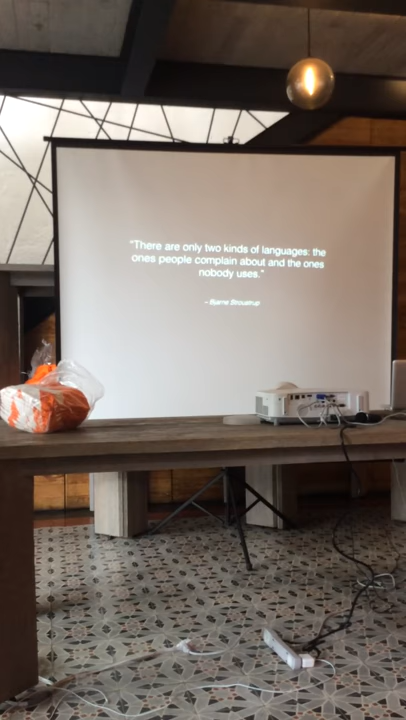 "There are only two kinds of languages: the
ones people complain about and the ones
nobody uses."
– Bjarne Stroustrup